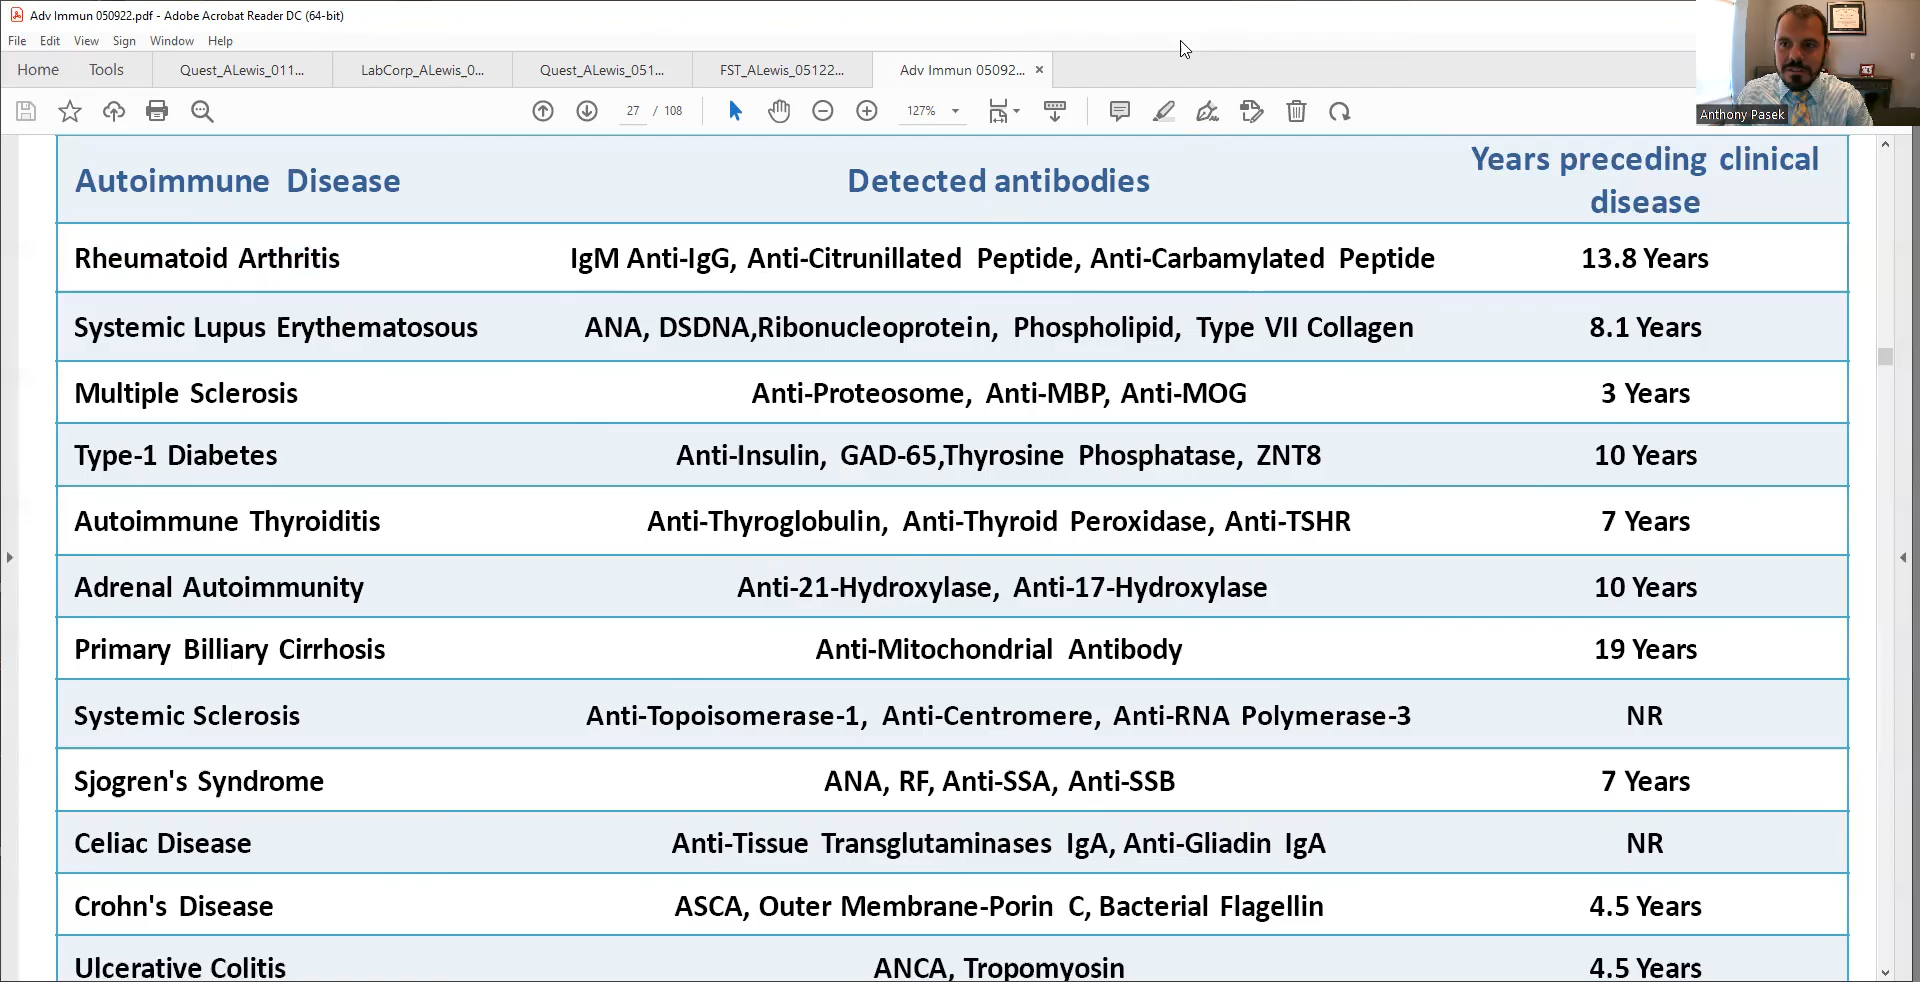 Adv Immun 050922.pdf - Adobe Acrobat Reader DC (64-bit)
File Edit View Sign Window Help
Home Tools Quest_ALewis_011... LabCorp_ALewis_0... Quest_ALewis_051... FST_ALewis_05122... Adv Immun 05092... ×
27 / 108 127%
Anthony Pasek
Autoimmune Disease Detected antibodies Years preceding clinical
disease
Rheumatoid Arthritis IgM Anti-IgG, Anti-Citrunillated Peptide, Anti-Carbamylated Peptide 13.8 Years
Systemic Lupus Erythematosous ANA, DSDNA,Ribonucleoprotein, Phospholipid, Type VII Collagen 8.1 Years
Multiple Sclerosis Anti-Proteosome, Anti-MBP, Anti-MOG 3 Years
Type-1 Diabetes Anti-Insulin, GAD-65,Thyrosine Phosphatase, ZNT8 10 Years
Autoimmune Thyroiditis Anti-Thyroglobulin, Anti-Thyroid Peroxidase, Anti-TSHR 7 Years
Adrenal Autoimmunity Anti-21-Hydroxylase, Anti-17-Hydroxylase 10 Years
Primary Billiary Cirrhosis Anti-Mitochondrial Antibody 19 Years
Systemic Sclerosis Anti-Topoisomerase-1, Anti-Centromere, Anti-RNA Polymerase-3 NR
Sjogren's Syndrome ANA, RF, Anti-SSA, Anti-SSB 7 Years
Celiac Disease Anti-Tissue Transglutaminases IgA, Anti-Gliadin IgA NR
Crohn's Disease ASCA, Outer Membrane-Porin C, Bacterial Flagellin 4.5 Years
Ulcerative Colitis ANCA, Tropomyosin 4.5 Years